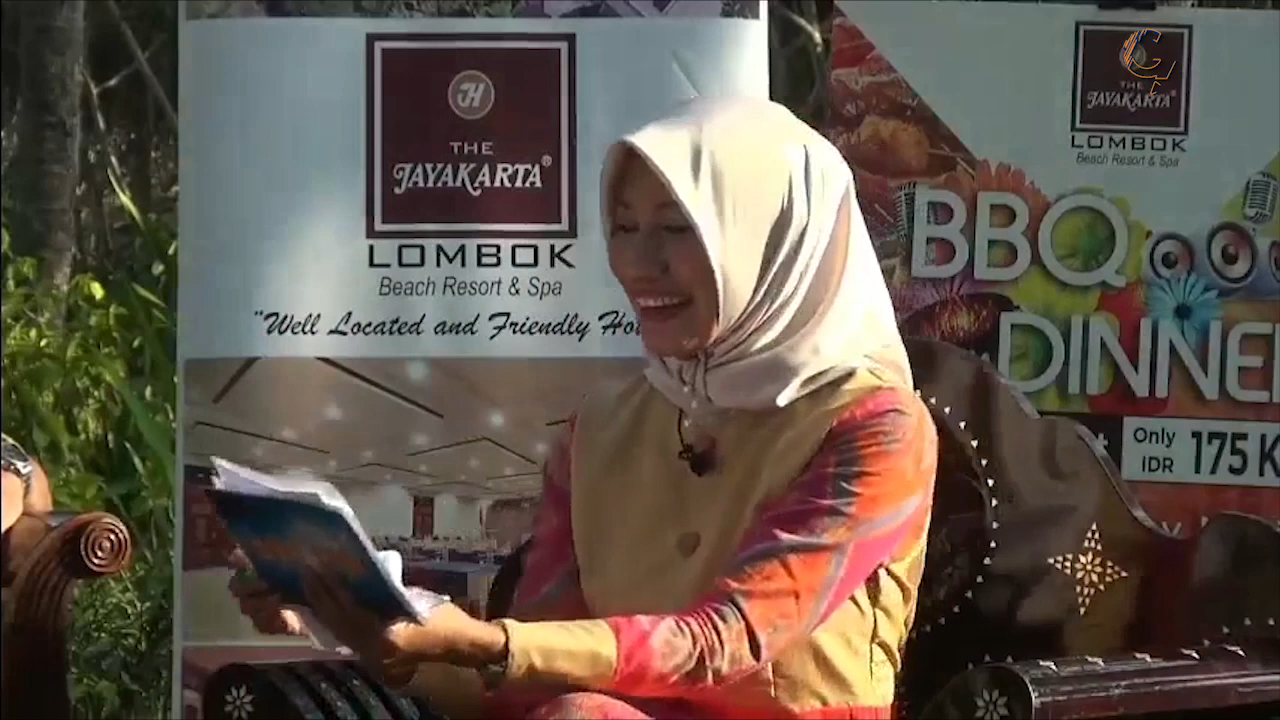 JH
THE
JAYAKARTA®
LOMBOK
Beach Resort & Spa
"Well Located and Friendly
THE
JAYAKARTA®
LOMBOK
Beach Resort & Spa
BBQ
DINNE
Only
IDR 175 K